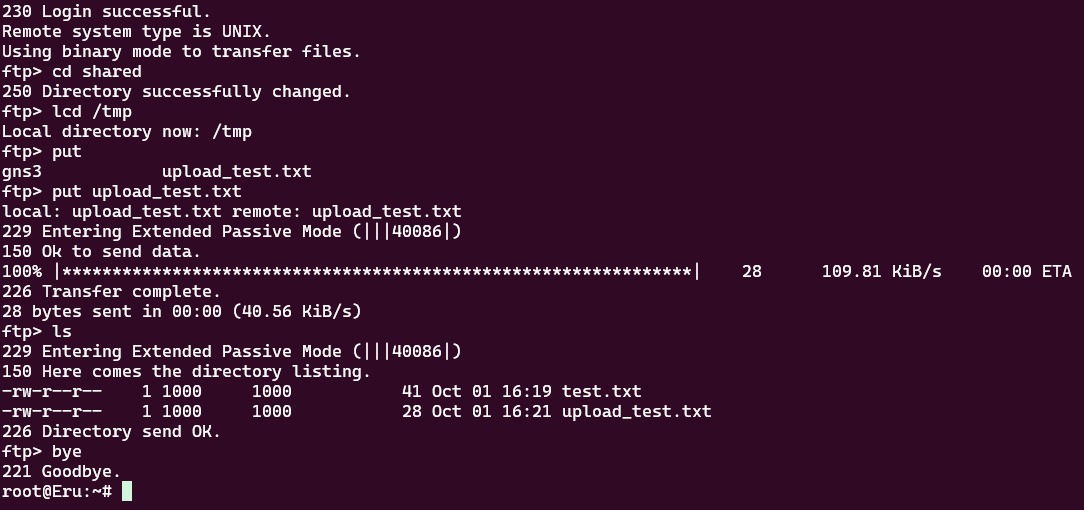 230 Login successful.
Remote system type is UNIX.
Using binary mode to transfer files.
ftp> cd shared
250 Directory successfully changed.
ftp> lcd /tmp
Local directory now: /tmp
ftp> put
gns3            upload_test.txt
ftp> put upload_test.txt
local: upload_test.txt remote: upload_test.txt
229 Entering Extended Passive Mode (|||40086|)
150 Ok to send data.
100% |***************************************************************|    28      109.81 KiB/s    00:00 ETA
226 Transfer complete.
28 bytes sent in 00:00 (40.56 KiB/s)
ftp> ls
229 Entering Extended Passive Mode (|||40086|)
150 Here comes the directory listing.
-rw-r--r--    1 1000     1000           41 Oct 01 16:19 test.txt
-rw-r--r--    1 1000     1000           28 Oct 01 16:21 upload_test.txt
226 Directory send OK.
ftp> bye
221 Goodbye.
root@Eru:~#